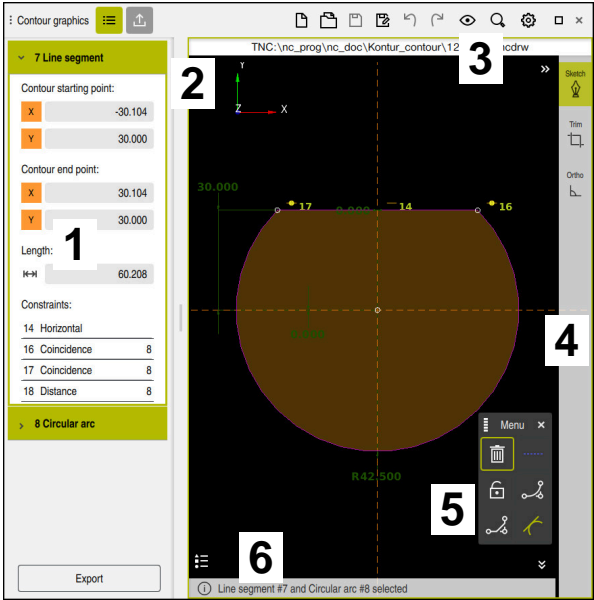 Contour graphics
TNC:\nc_prog\nc_doc\Kontur_contour\12
ncdrw
3
7 Line segment
2
Y
Z
X
Sketch
Contour starting point:
X -30.104
Y 30.000
Trim
Contour end point:
X 30.104
Y 30.000
Ortho
30.000
17
0.000
14
16
1
Length:
60.208
Constraints:
14 Horizontal
16 Coincidence 8
17 Coincidence 8
18 Distance 8
4
8 Circular arc
Menu
R42.500
5
6
Export
Line segment #7 and Circular arc #8 selected